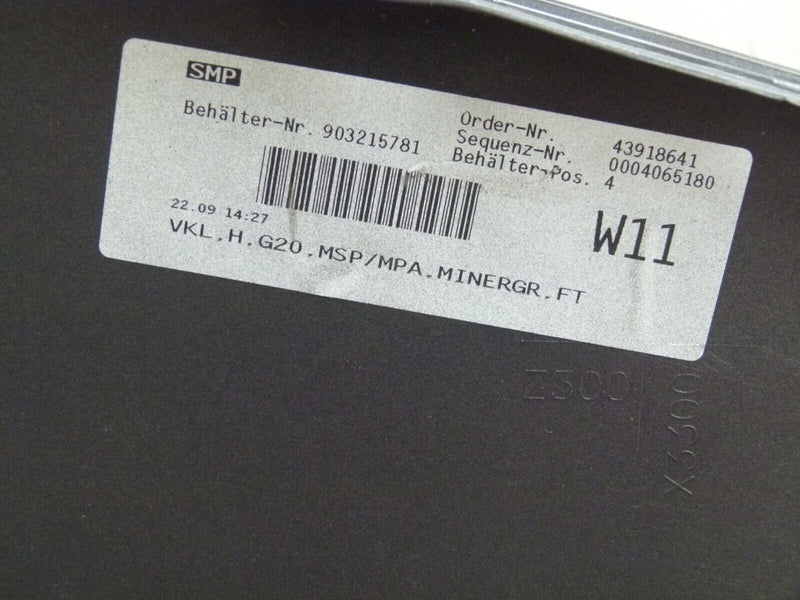 SMP
Behälter-Nr. 903215781
Order-Nr. 43918641
Sequenz-Nr. 0004065180
Behälter-Pos. 4
22.09 14:27
W11
VKL.H.G20.MSP/MPA.MINERGR.FT
Z300
X3300